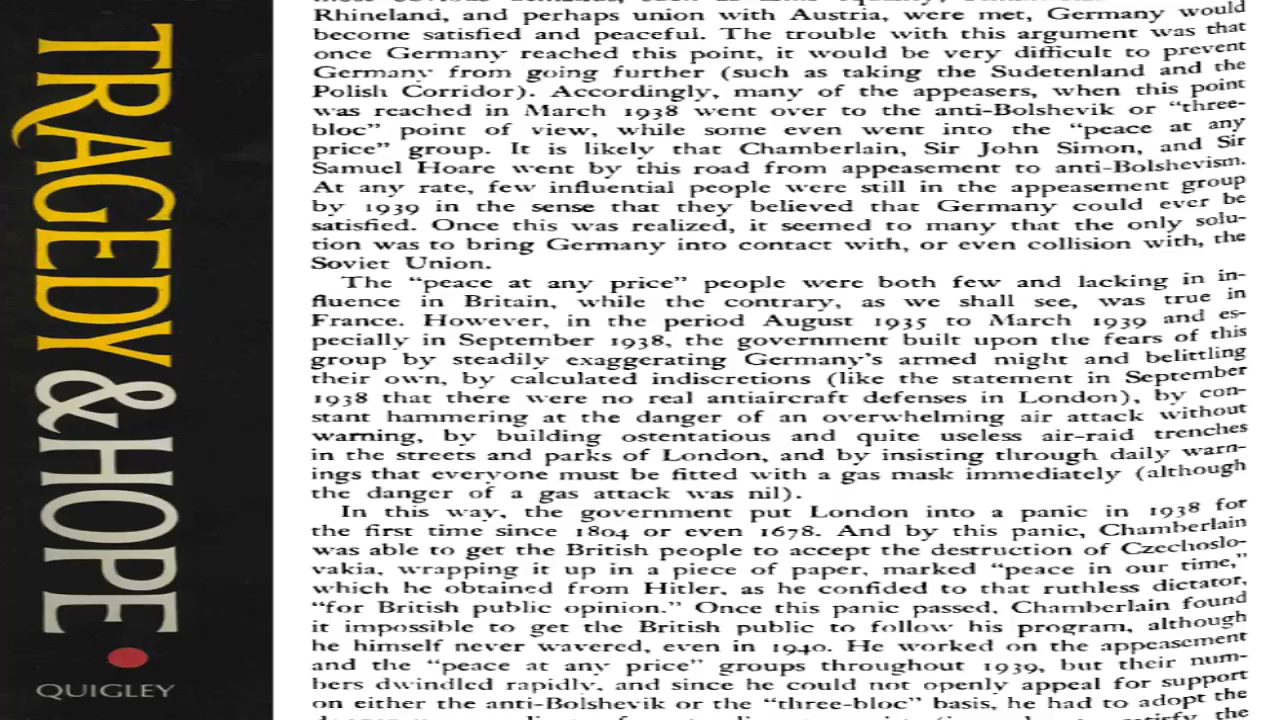 TRAGEDY & HOPE
QUIGLEY
Rhineland, and perhaps union with Austria, were met, Germany would
become satisfied and peaceful. The trouble with this argument was that
once Germany reached this point, it would be very difficult to prevent
Germany from going further (such as taking the Sudetenland and the
Polish Corridor). Accordingly, many of the appeasers, when this point
was reached in March 1938 went over to the anti-Bolshevik or “three-
bloc” point of view, while some even went into the “peace at any
price” group. It is likely that Chamberlain, Sir John Simon, and Sir
Samuel Hoare went by this road from appeasement to anti-Bolshevism.
At any rate, few influential people were still in the appeasement group
by 1939 in the sense that they believed that Germany could ever be
satisfied. Once this was realized, it seemed to many that the only solu-
tion was to bring Germany into contact with, or even collision with, the
Soviet Union.
The “peace at any price” people were both few and lacking in in-
fluence in Britain, while the contrary, as we shall see, was true in
France. However, in the period August 1935 to March 1939 and es-
pecially in September 1938, the government built upon the fears of this
group by steadily exaggerating Germany’s armed might and belittling
their own, by calculated indiscretions (like the statement in September
1938 that there were no real antiaircraft defenses in London), by con-
stant hammering at the danger of an overwhelming air attack without
warning, by building ostentatious and quite useless air-raid trenches
in the streets and parks of London, and by insisting through daily warn-
ings that everyone must be fitted with a gas mask immediately (although
the danger of a gas attack was nil).
In this way, the government put London into a panic in 1938 for
the first time since 1804 or even 1678. And by this panic, Chamberlain
was able to get the British people to accept the destruction of Czechoslo-
vakia, wrapping it up in a piece of paper, marked “peace in our time,”
which he obtained from Hitler, as he confided to that ruthless dictator,
“for British public opinion.” Once this panic passed, Chamberlain found
it impossible to get the British public to follow his program, although
he himself never wavered, even in 1940. He worked on the appeasement
and the “peace at any price” groups throughout 1939, but their num-
bers dwindled rapidly, and since he could not openly appeal for support
on either the anti-Bolshevik or the “three-bloc” basis, he had to adopt the